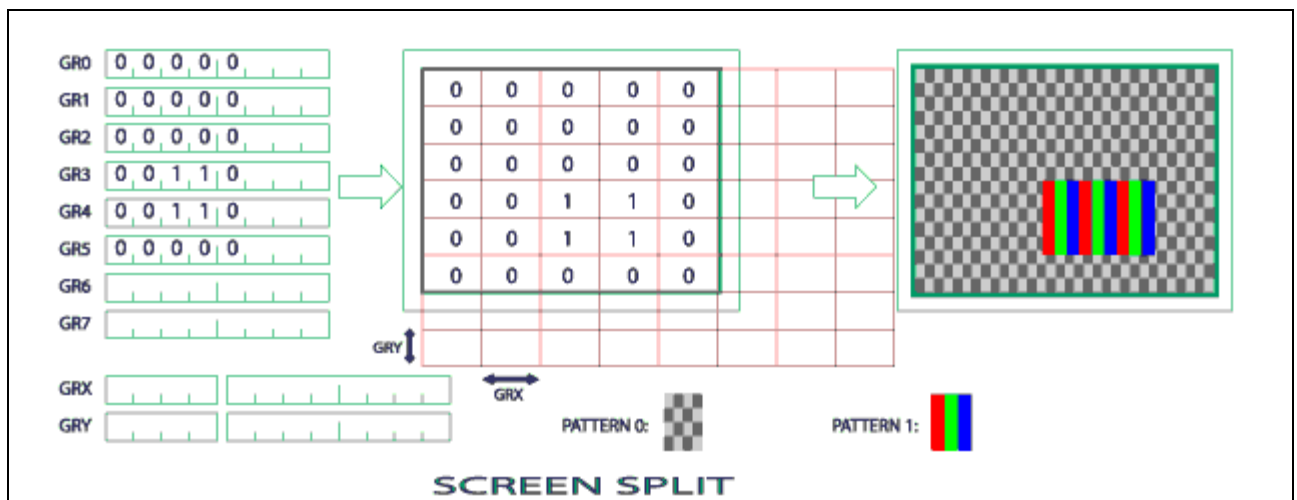 GR0 0 0 0 0 0
GR1 0 0 0 0 0
GR2 0 0 0 0 0
GR3 0 0 1 1 0
GR4 0 0 1 1 0
GR5 0 0 0 0 0
GR6
GR7
GRX
GRY
0 0 0 0 0
0 0 0 0 0
0 0 0 0 0
0 0 1 1 0
0 0 1 1 0
0 0 0 0 0
GRY
GRX
PATTERN 0:
PATTERN 1:
SCREEN SPLIT